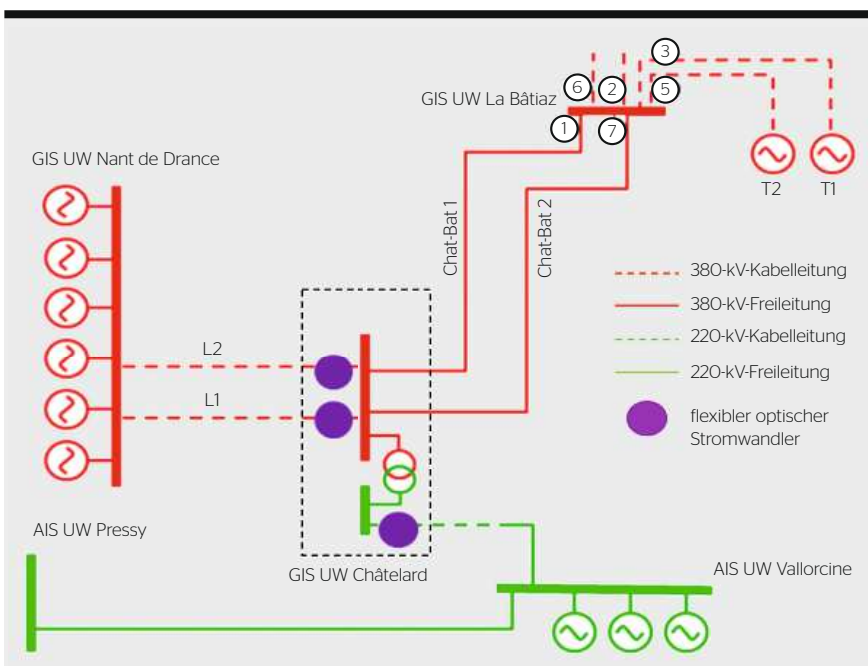 3
6
2
5
GIS UW La Bâtiaz
1
7
GIS UW Nant de Drance
T2
T1
Chat-Bat 1
Chat-Bat 2
380-kV-Kabelleitung
380-kV-Freileitung
220-kV-Kabelleitung
220-kV-Freileitung
flexibler optischer
Stromwandler
L2
L1
AIS UW Pressy
GIS UW Châtelard
AIS UW Vallorcine